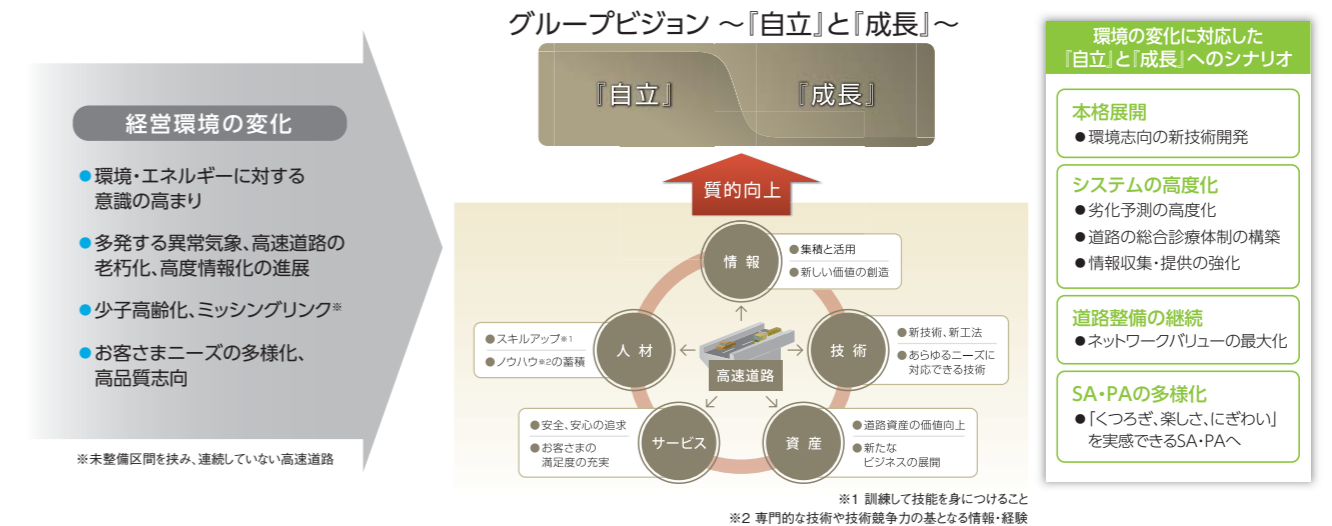 グループビジョン ～『自立』と『成長』～
『自立』
『成長』
経営環境の変化
●環境・エネルギーに対する
意識の高まり
●多発する異常気象、高速道路の
老朽化、高度情報化の進展
●少子高齢化、ミッシングリンク※
●お客さまニーズの多様化、
高品質志向
※未整備区間を挟み、連続していない高速道路
質的向上
情報
●集積と活用
●新しい価値の創造
人材
●スキルアップ※1
●ノウハウ※2の蓄積
高速道路
技術
●新技術、新工法
●あらゆるニーズに
対応できる技術
サービス
●安全、安心の追求
●お客さまの
満足度の充実
資産
●道路資産の価値向上
●新たな
ビジネスの展開
※1 訓練して技能を身につけること
※2 専門的な技術や技術競争力の基となる情報・経験
環境の変化に対応した
『自立』と『成長』へのシナリオ
本格展開
●環境志向の新技術開発
システムの高度化
●劣化予測の高度化
●道路の総合診療体制の構築
●情報収集・提供の強化
道路整備の継続
●ネットワークバリューの最大化
SA・PAの多様化
●「くつろぎ、楽しさ、にぎわい」
を実感できるSA・PAへ